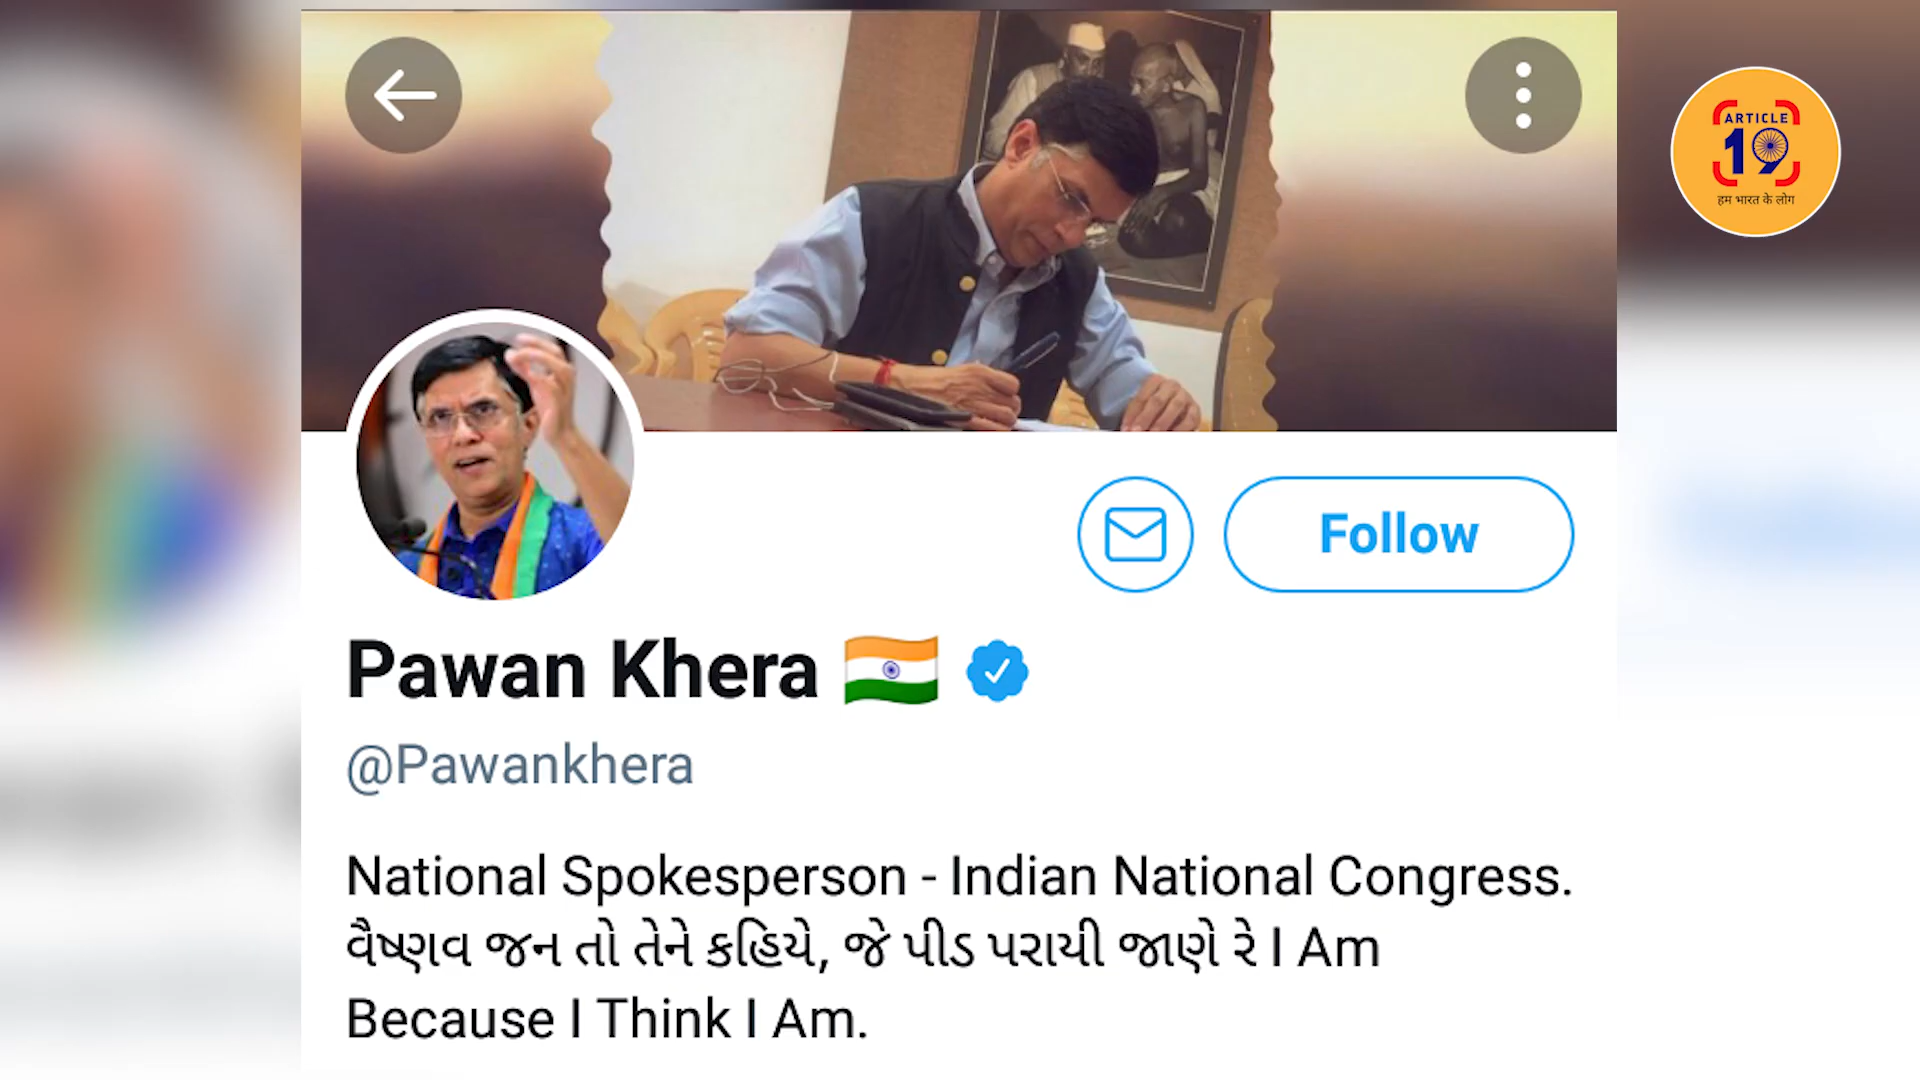 ARTICLE
19
हम भारत के लोग
Follow
Pawan Khera
@Pawankhera
National Spokesperson - Indian National Congress.
વૈષ્ણવ જન તો તેને કહિયે, જે પીડ પરાયી જાણે રે I Am
Because I Think I Am.